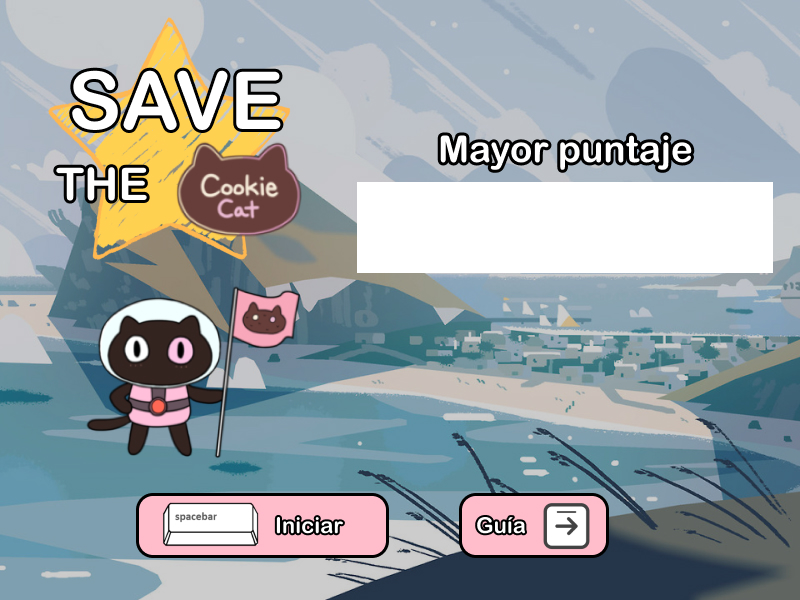 SAVE
THE
Cookie
Cat
Mayor puntaje
spacebar
Iniciar
Guía